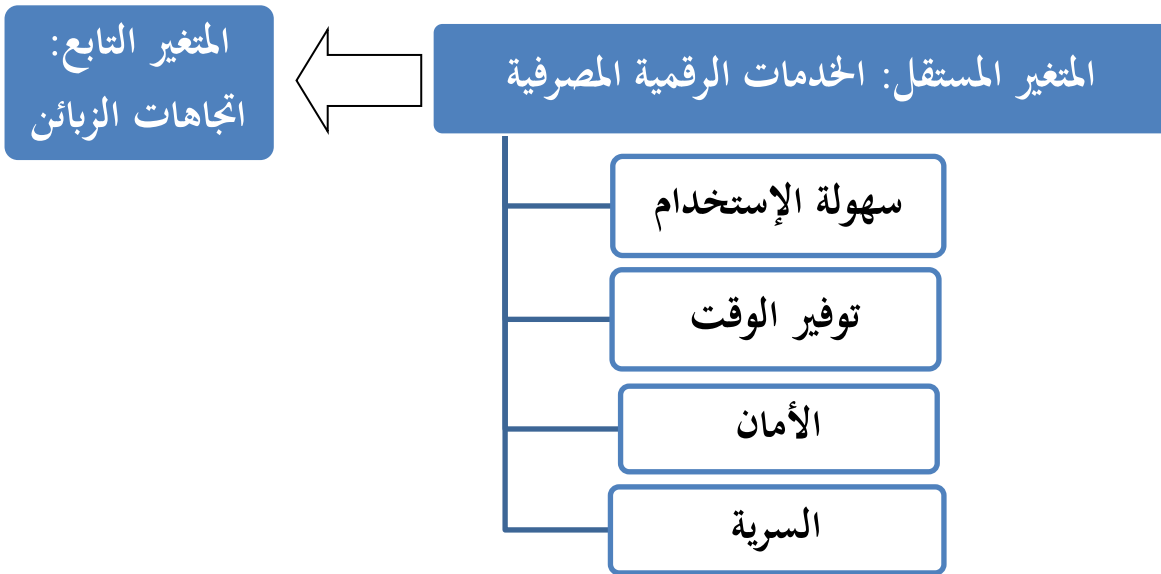 المتغير المستقل: الخدمات الرقمية المصرفية
المتغير التابع:
اتجاهات الزبائن
سهولة الإستخدام
توفير الوقت
الأمان
السرية